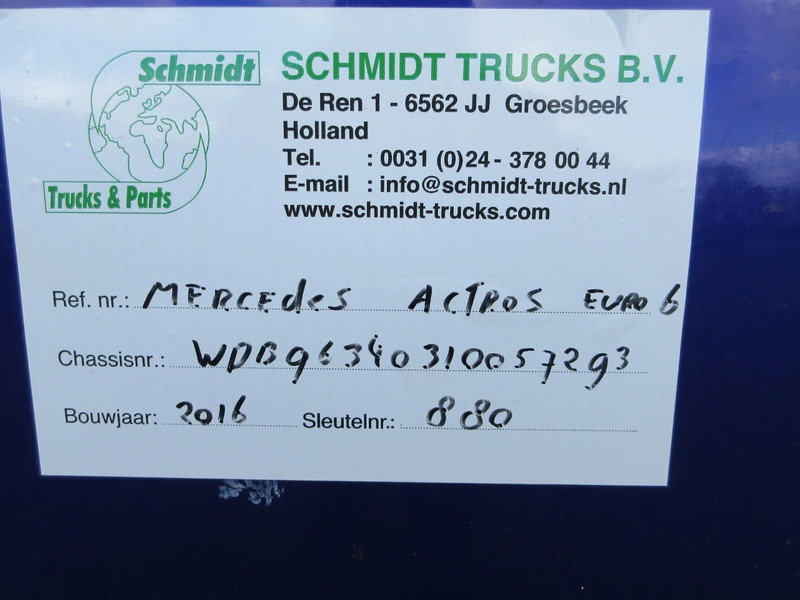 Schmidt
Trucks & Parts
SCHMIDT TRUCKS B.V.
De Ren 1 - 6562 JJ Groesbeek
Holland
Tel. : 0031 (0)24 - 378 00 44
E-mail : info@schmidt-trucks.nl
www.schmidt-trucks.com
Ref. nr.: MERCEdeS ACTROS EURO 6
Chassisnr.: WDB96340310057293
Bouwjaar: 2016 Sleutelnr.: 880